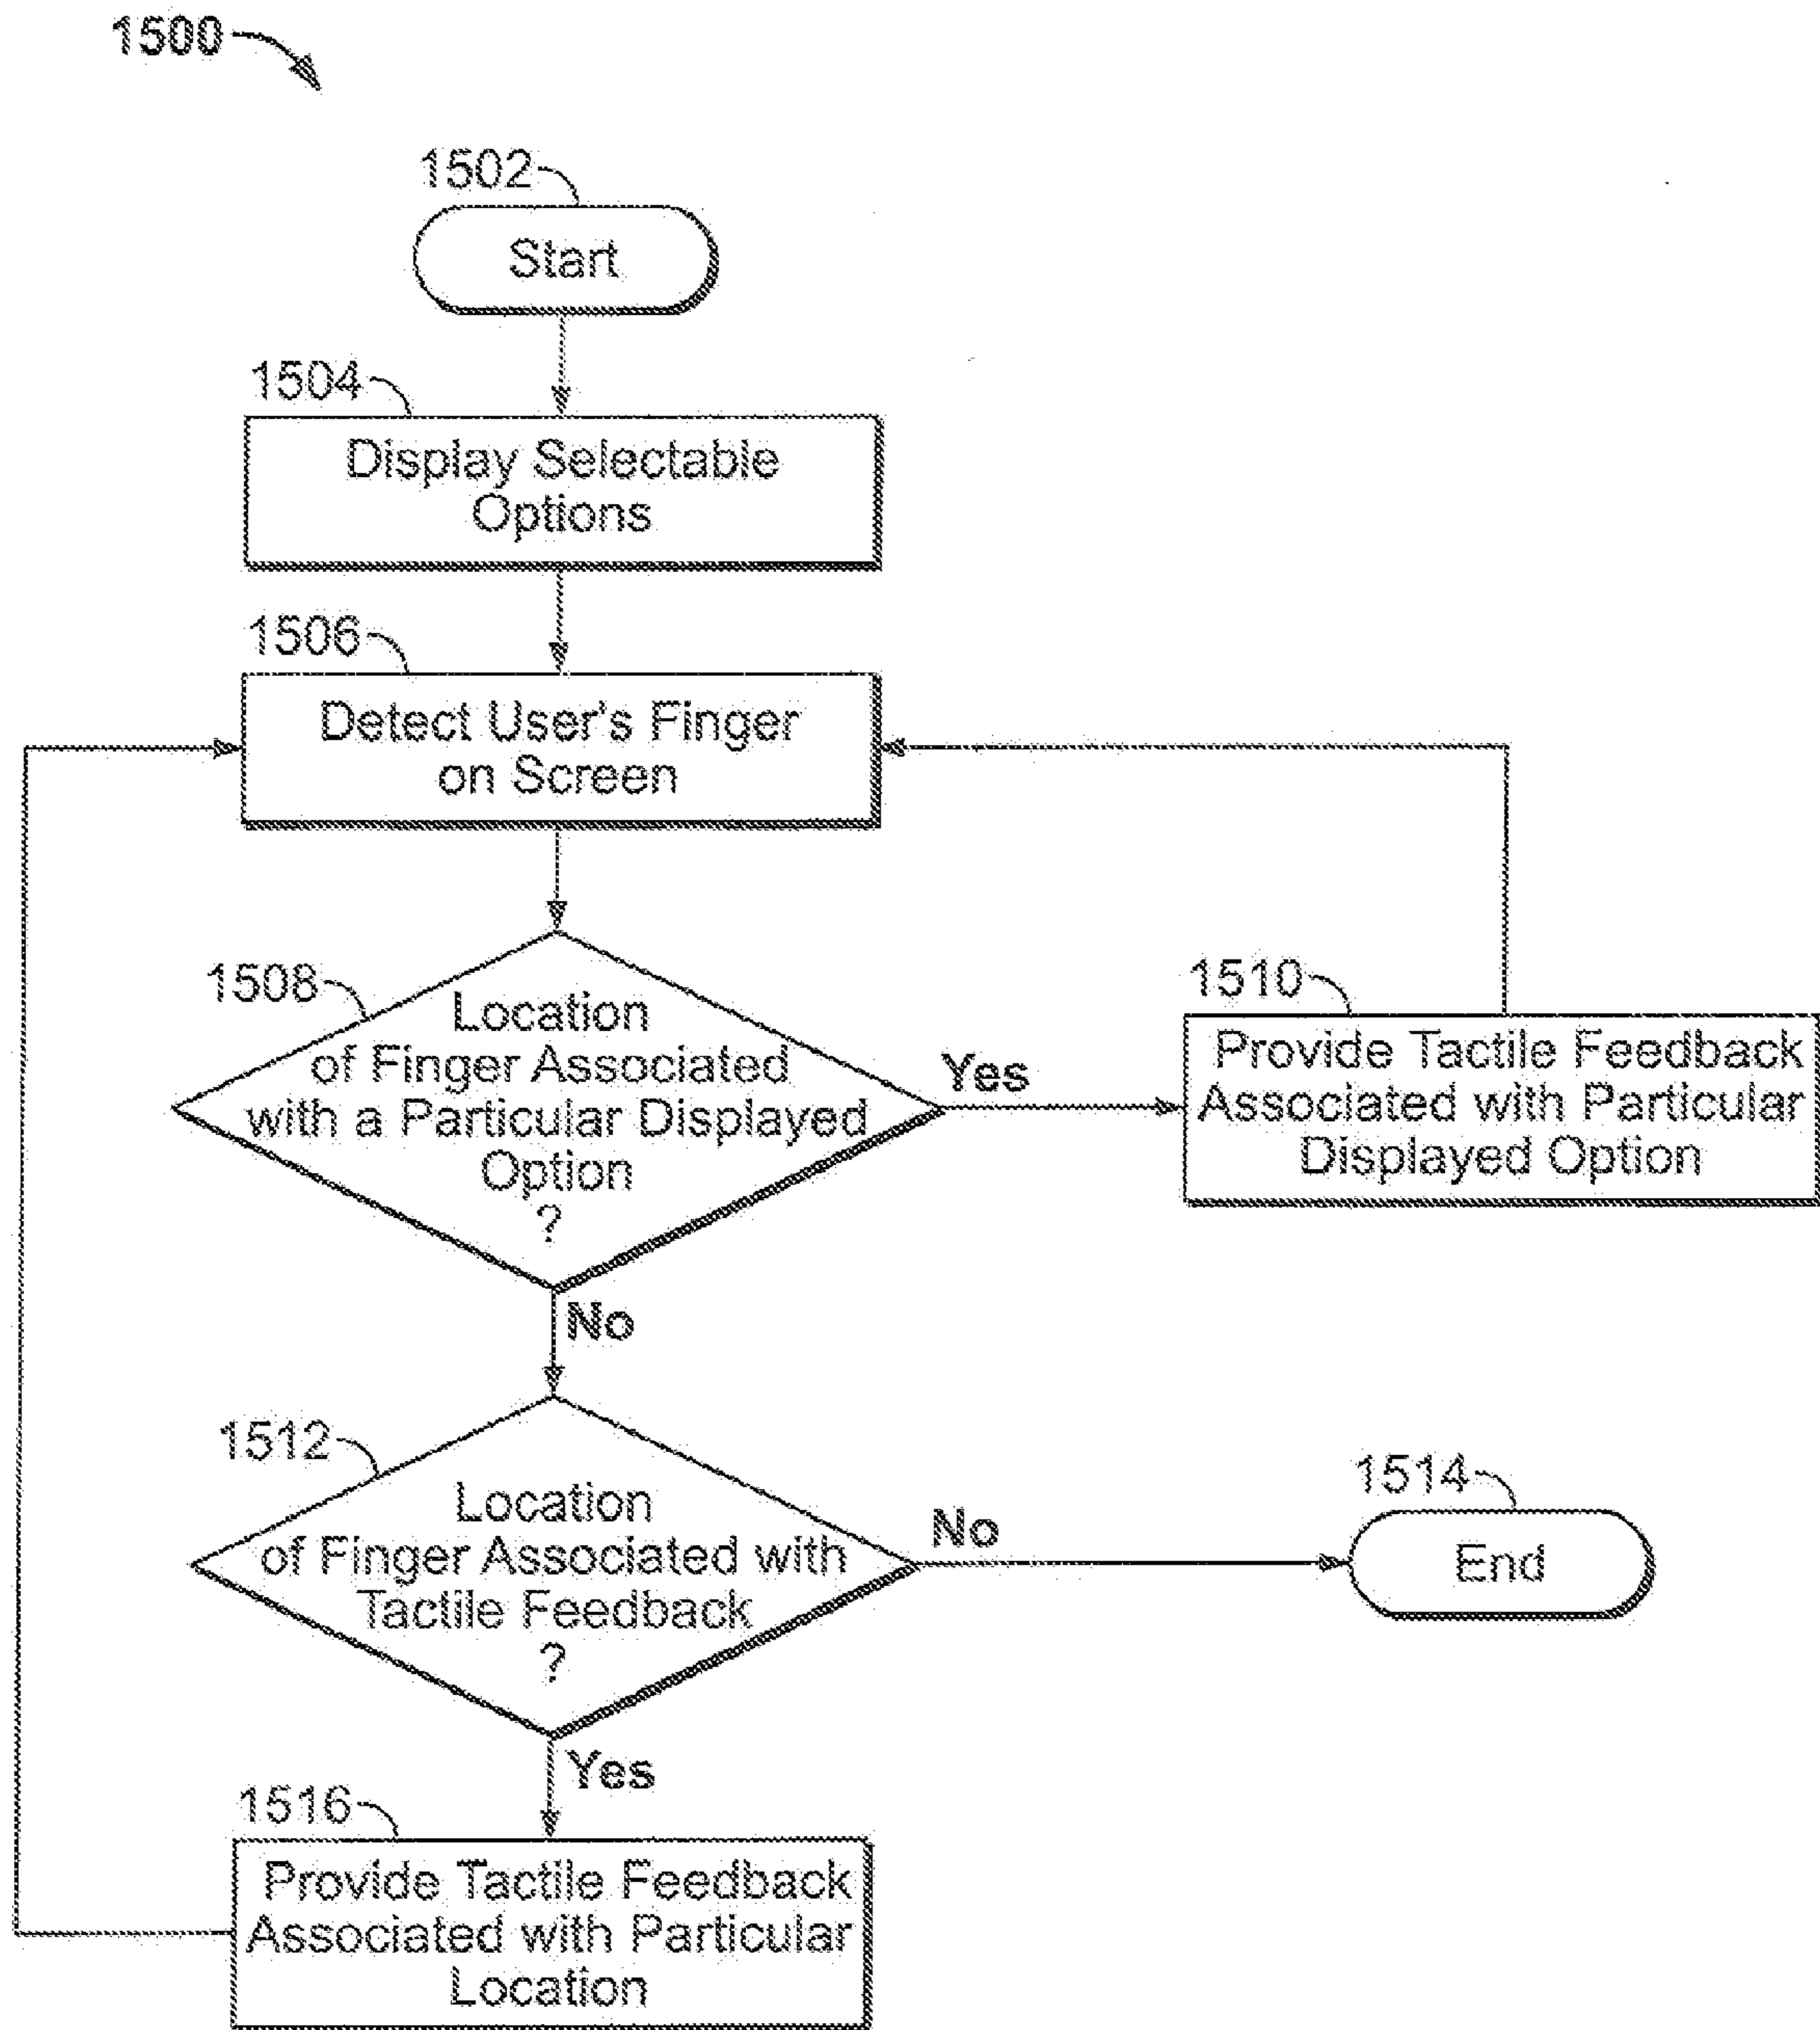 1500
1502
Start
1504
Display Selectable
Options
1506
Detect User's Finger
on Screen
1508
Location
of Finger Associated
with a Particular Displayed
Option
?
Yes
1510
Provide Tactile Feedback
Associated with Particular
Displayed Option
No
1512
Location
of Finger Associated with
Tactile Feedback
?
No
1514
End
Yes
1516
Provide Tactile Feedback
Associated with Particular
Location